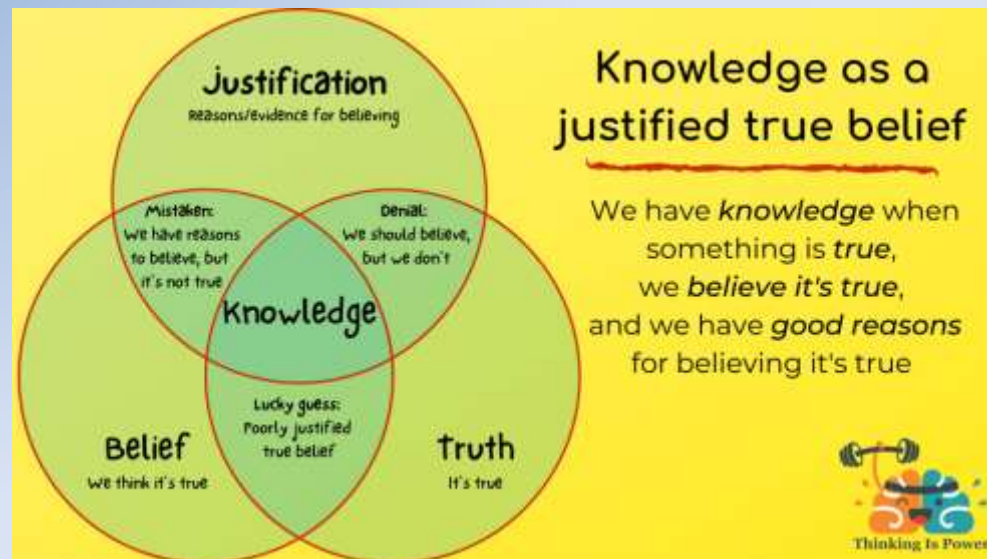 Justification
Reasons/evidence for believing
Mistaken:
We have reasons
to believe, but
it's not true
Denial:
We should believe,
but we don't
Knowledge
Lucky guess:
Poorly justified
true belief
Belief
We think it's true
Truth
It's true
Knowledge as a
justified true belief
We have knowledge when
something is true,
we believe it's true,
and we have good reasons
for believing it's true
Thinking Is Power